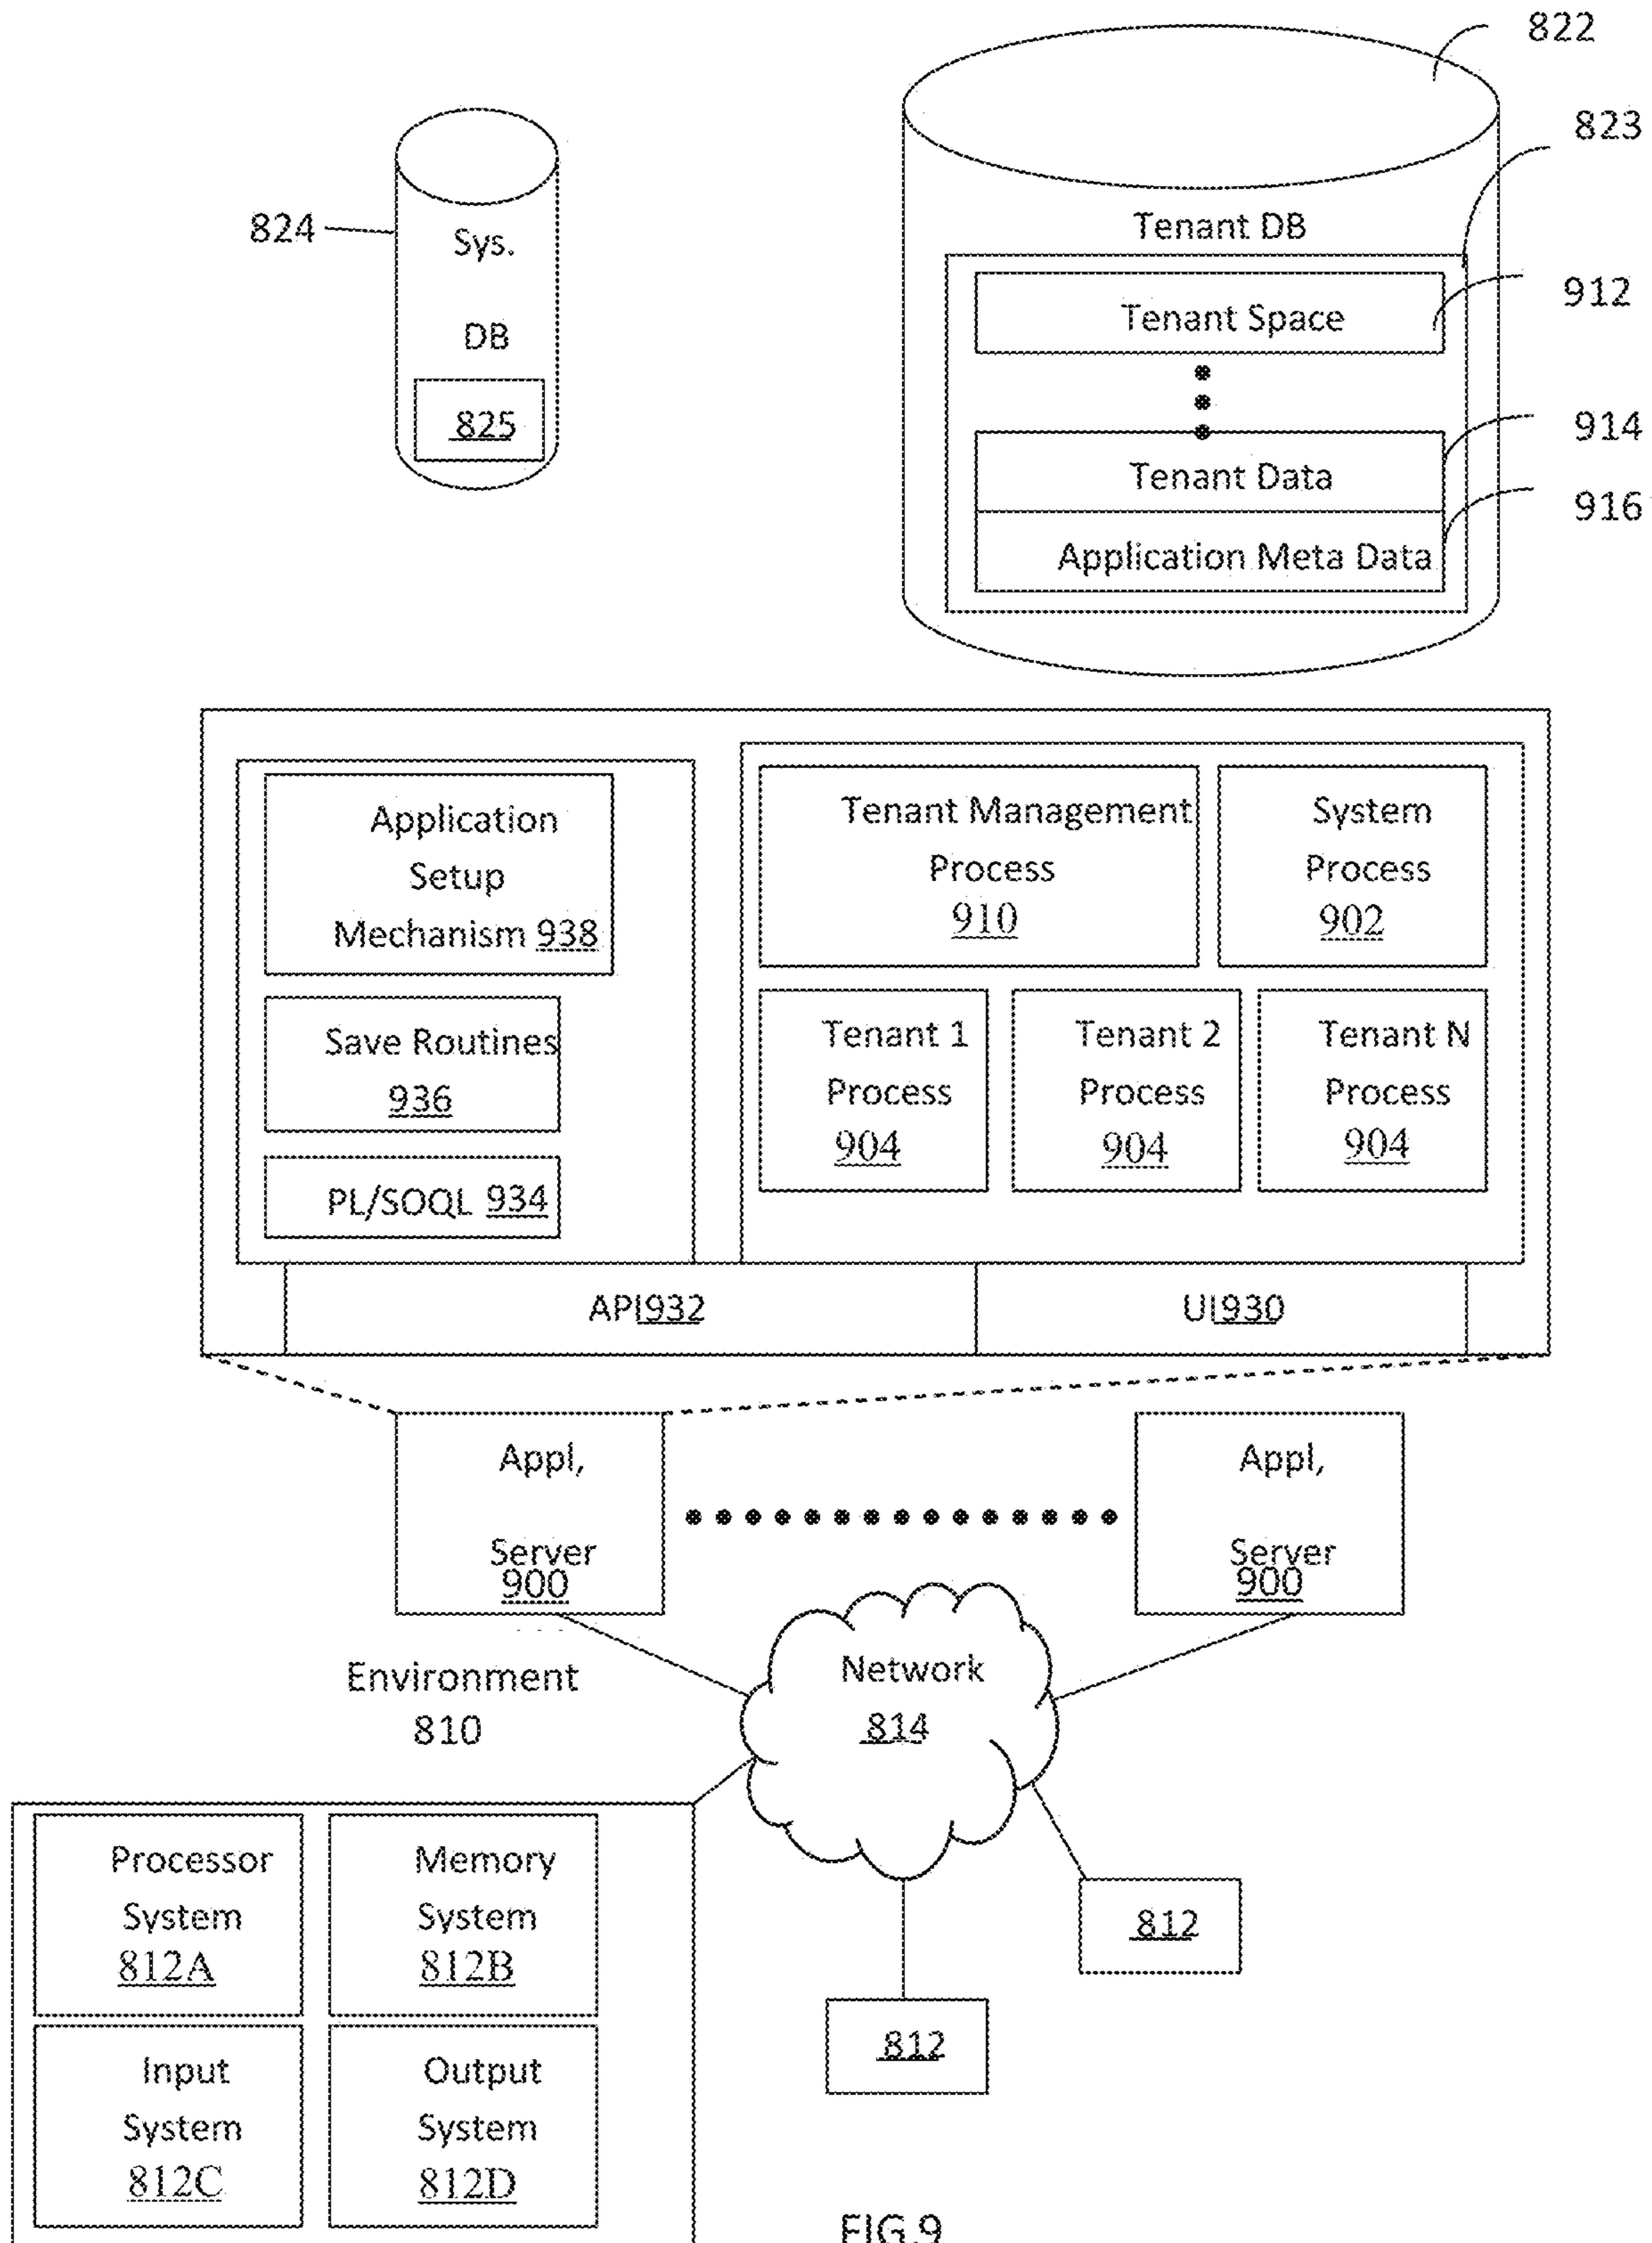 822
823
824
Sys.
DB
825
Tenant DB
Tenant Space
912
914
Tenant Data
916
Application Meta Data
Application
Setup
Mechanism 938
Save Routines
936
PL/SOQL 934
Tenant Management
Process
910
System
Process
902
Tenant 1
Process
904
Tenant 2
Process
904
Tenant N
Process
904
API932
UI930
Appl,
Server
900
Appl,
Server
900
Environment
810
Network
814
Processor
System
812A
Memory
System
812B
Input
System
812C
Output
System
812D
812
812
FIG.9